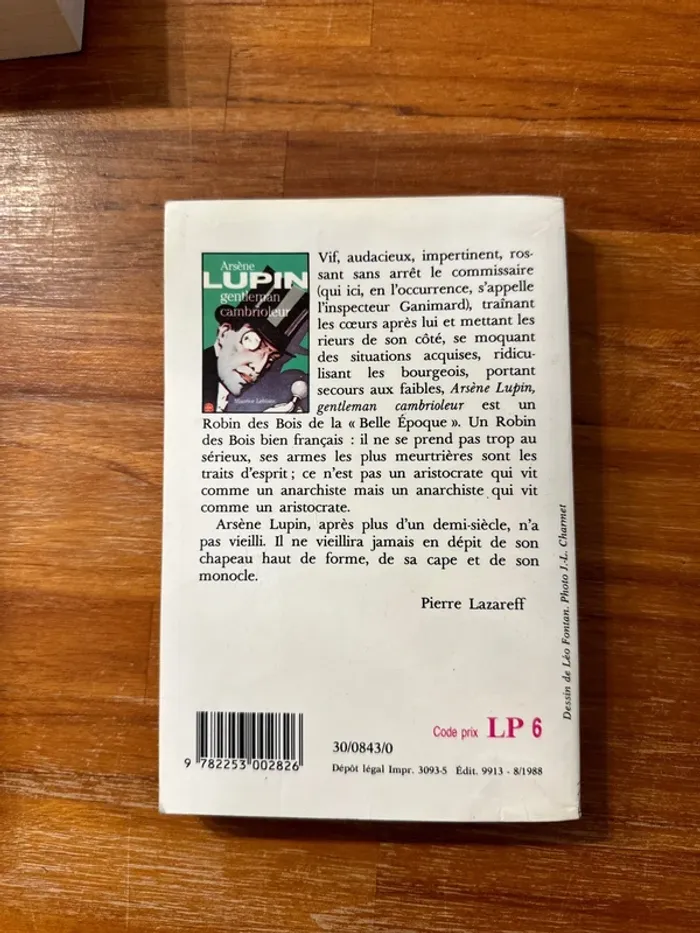 Arsène
LUPIN
gentleman
cambrioleur
Maurice Leblanc
Vif, audacieux, impertinent, ros-
sant sans arrêt le commissaire
(qui ici, en l'occurrence, s'appelle
l'inspecteur Ganimard), traînant
les cœurs après lui et mettant les
rieurs de son côté, se moquant
des situations acquises, ridicu-
lisant les bourgeois, portant
secours aux faibles, Arsène Lupin,
gentleman cambrioleur est un
Robin des Bois de la « Belle Époque ». Un Robin
des Bois bien français : il ne se prend pas trop au
sérieux, ses armes les plus meurtrières sont les
traits d'esprit ; ce n'est pas un aristocrate qui vit
comme un anarchiste mais un anarchiste qui vit
comme un aristocrate.
Arsène Lupin, après plus d'un demi-siècle, n'a
pas vieilli. Il ne vieillira jamais en dépit de son
chapeau haut de forme, de sa cape et de son
monocle.
Pierre Lazareff
Dessin de Léo Fontan. Photo J.-L. Charmet
Code prix LP 6
9 782253 002826
30/0843/0
Dépôt légal Impr. 3093-5 Édit. 9913 - 8/1988